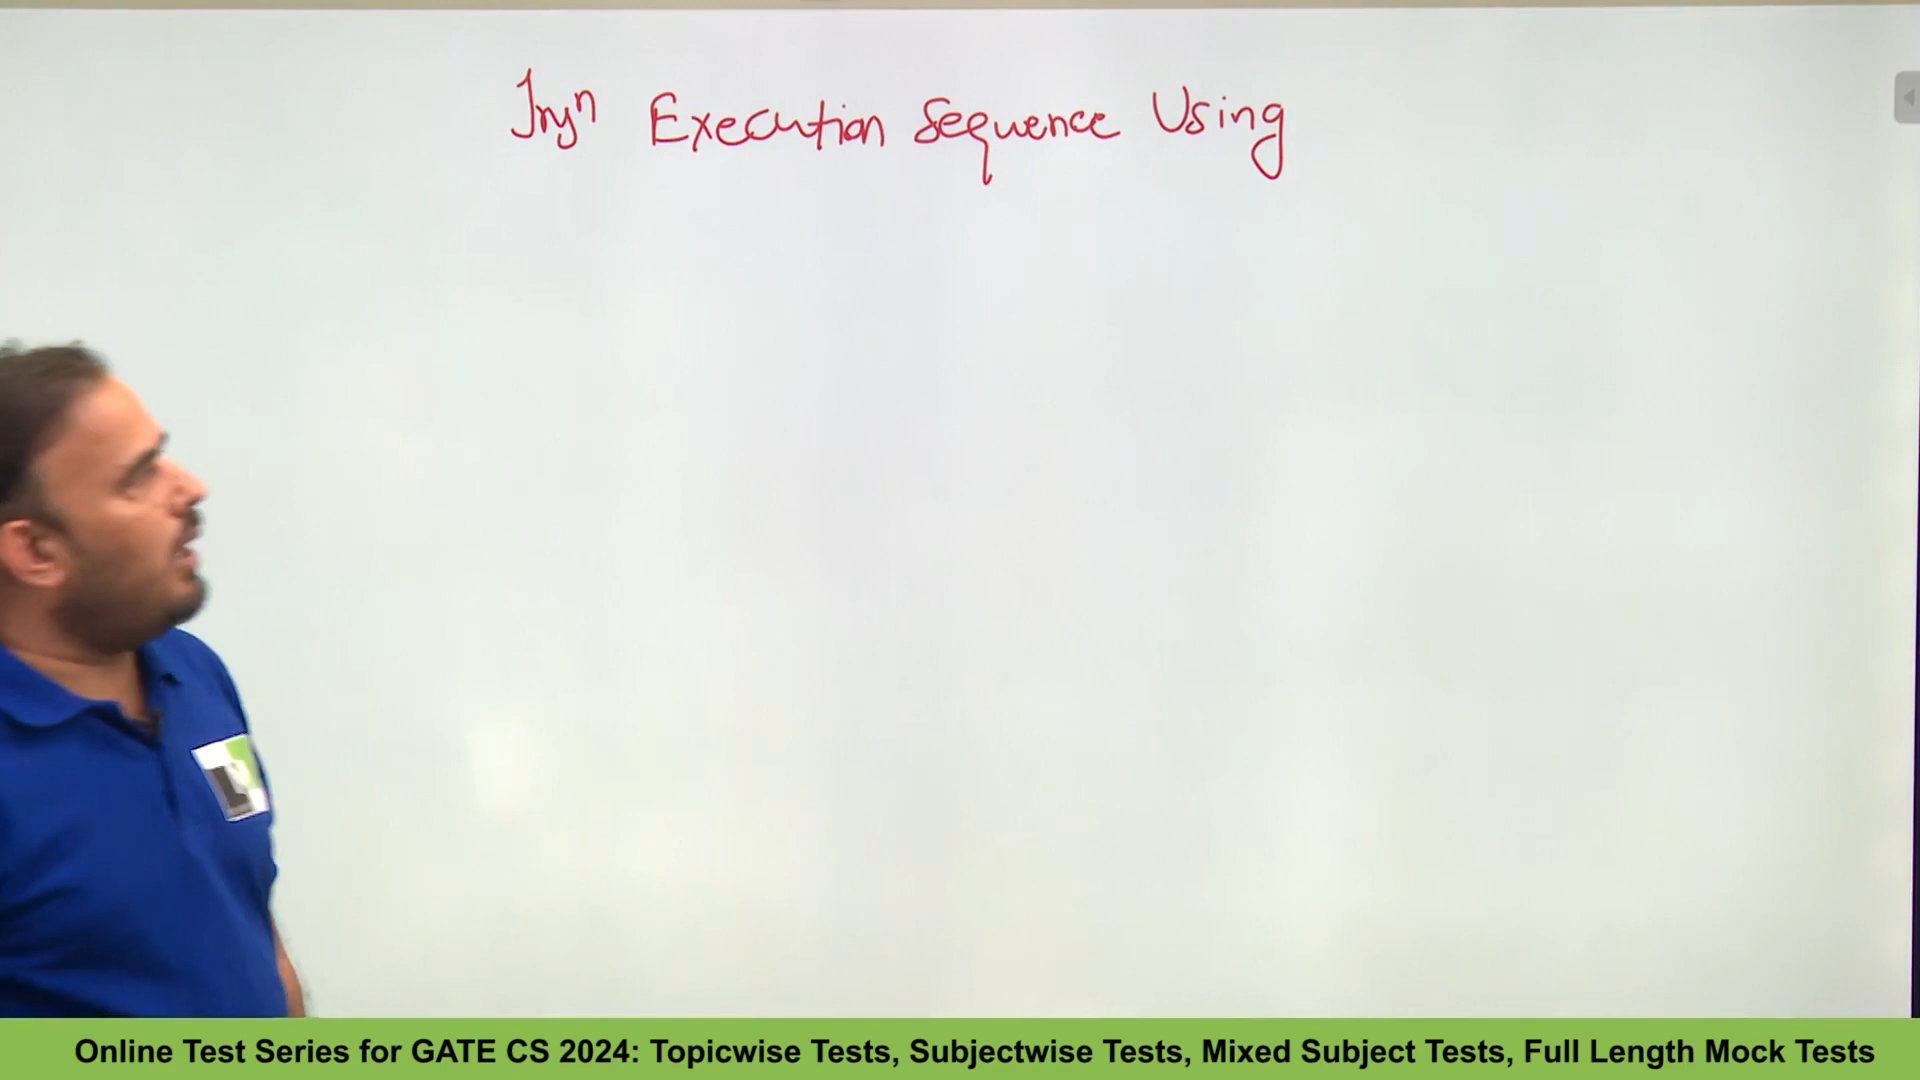 Insn Execution Sequence Using
Online Test Series for GATE CS 2024: Topicwise Tests, Subjectwise Tests, Mixed Subject Tests, Full Length Mock Tests